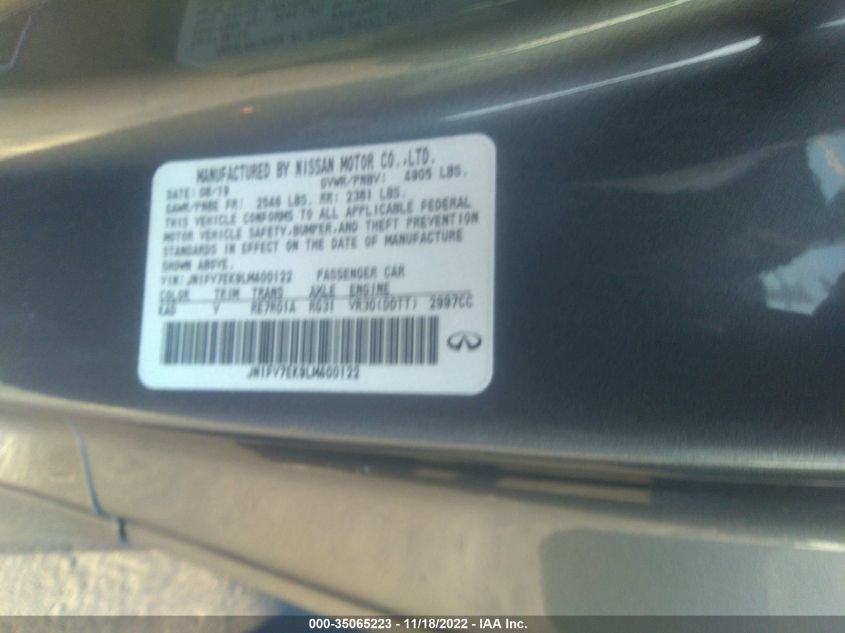 MANUFACTURED BY NISSAN MOTOR CO.,LTD.
DATE: 08/19 GVWR/PNBV: 4905 LBS.
GAWR/PNBE FR: 2546 LBS. RR: 2381 LBS.
THIS VEHICLE CONFORMS TO ALL APPLICABLE FEDERAL
MOTOR VEHICLE SAFETY,BUMPER,AND THEFT PREVENTION
STANDARDS IN EFFECT ON THE DATE OF MANUFACTURE
SHOWN ABOVE.
VIN: JN1FV7EK9LM600122 PASSENGER CAR
COLOR TRIM TRANS AXLE ENGINE
KAD Y RE7R01A RG31 VR30(DDTT) 2997CC
JN1FV7EK9LM600122
000-35065223 - 11/18/2022 - IAA Inc.